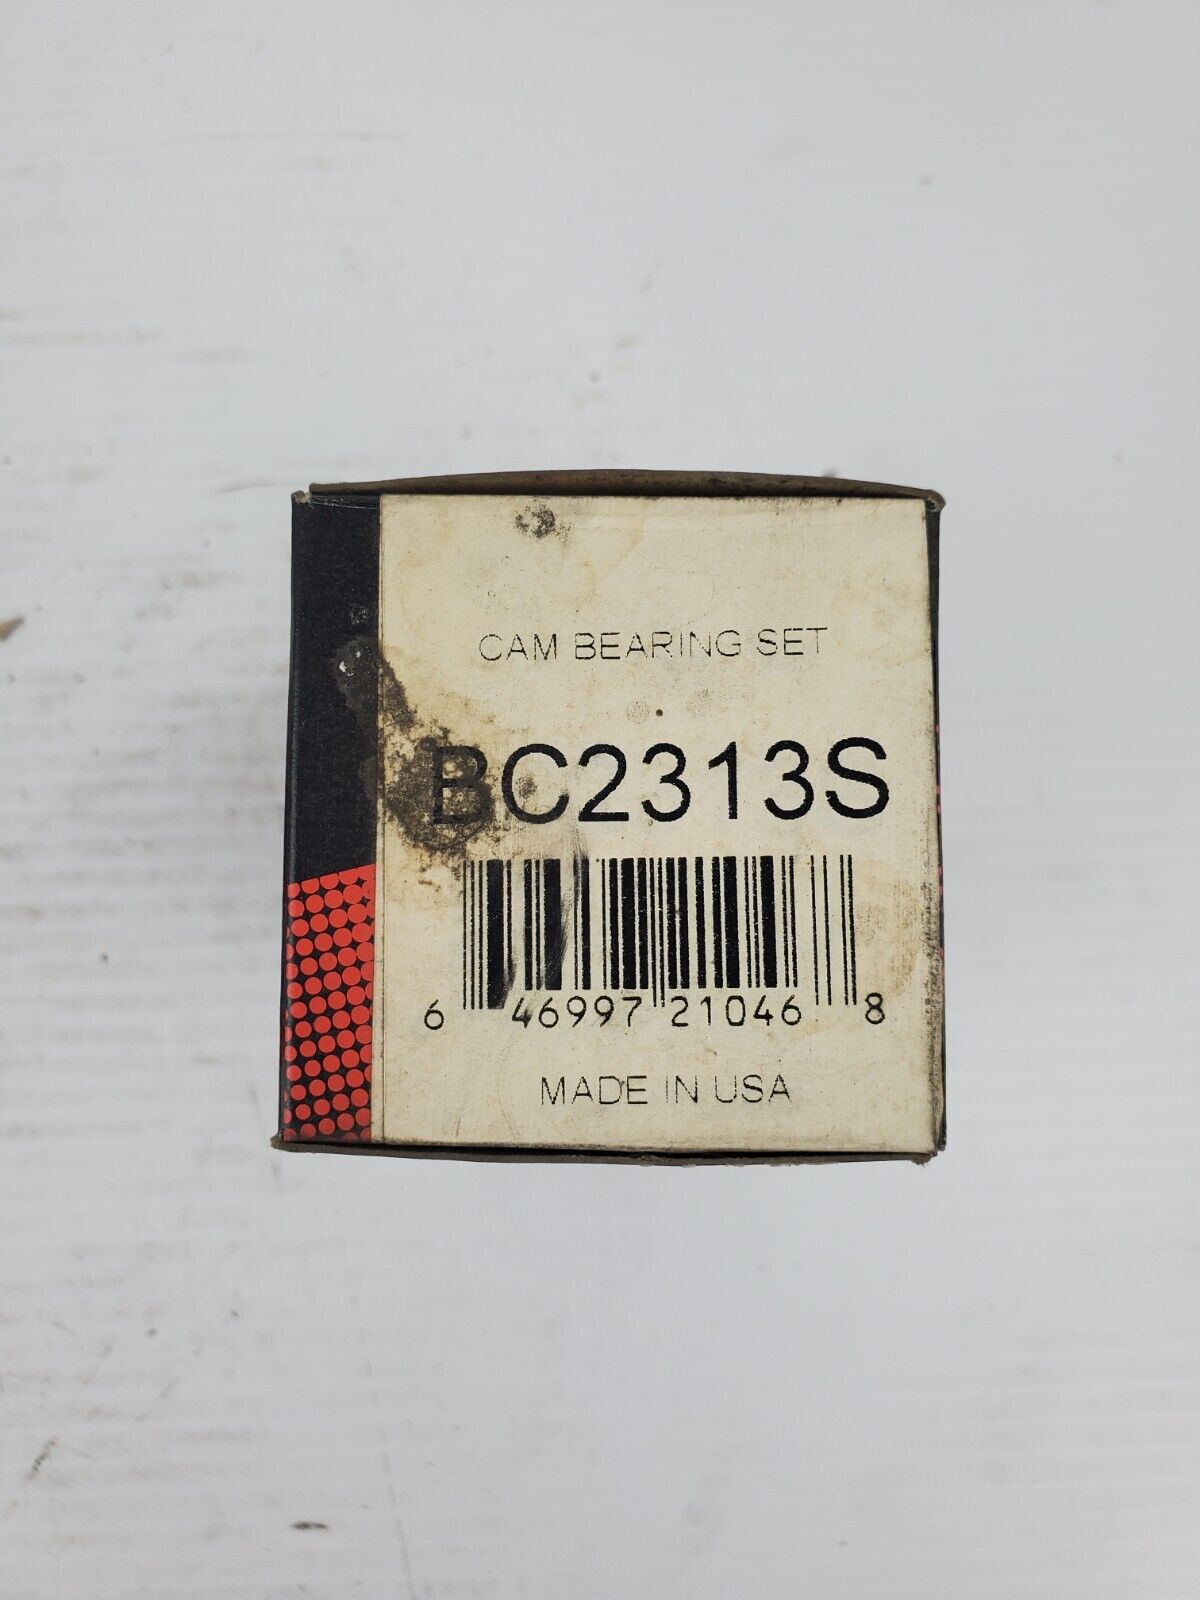 CAM BEARING SET
BC2313S
6 46997 21046 8
MADE IN USA